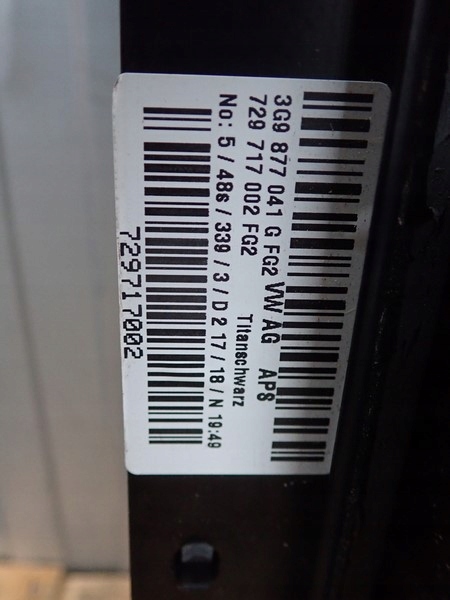 3G9 877 041 G FG2 VW AG APS
729 717 002 FG2 Titanschwarz
No: 5 / 48s / 339 / 3 / D 2 17 / 18 / N 19:49
729717002